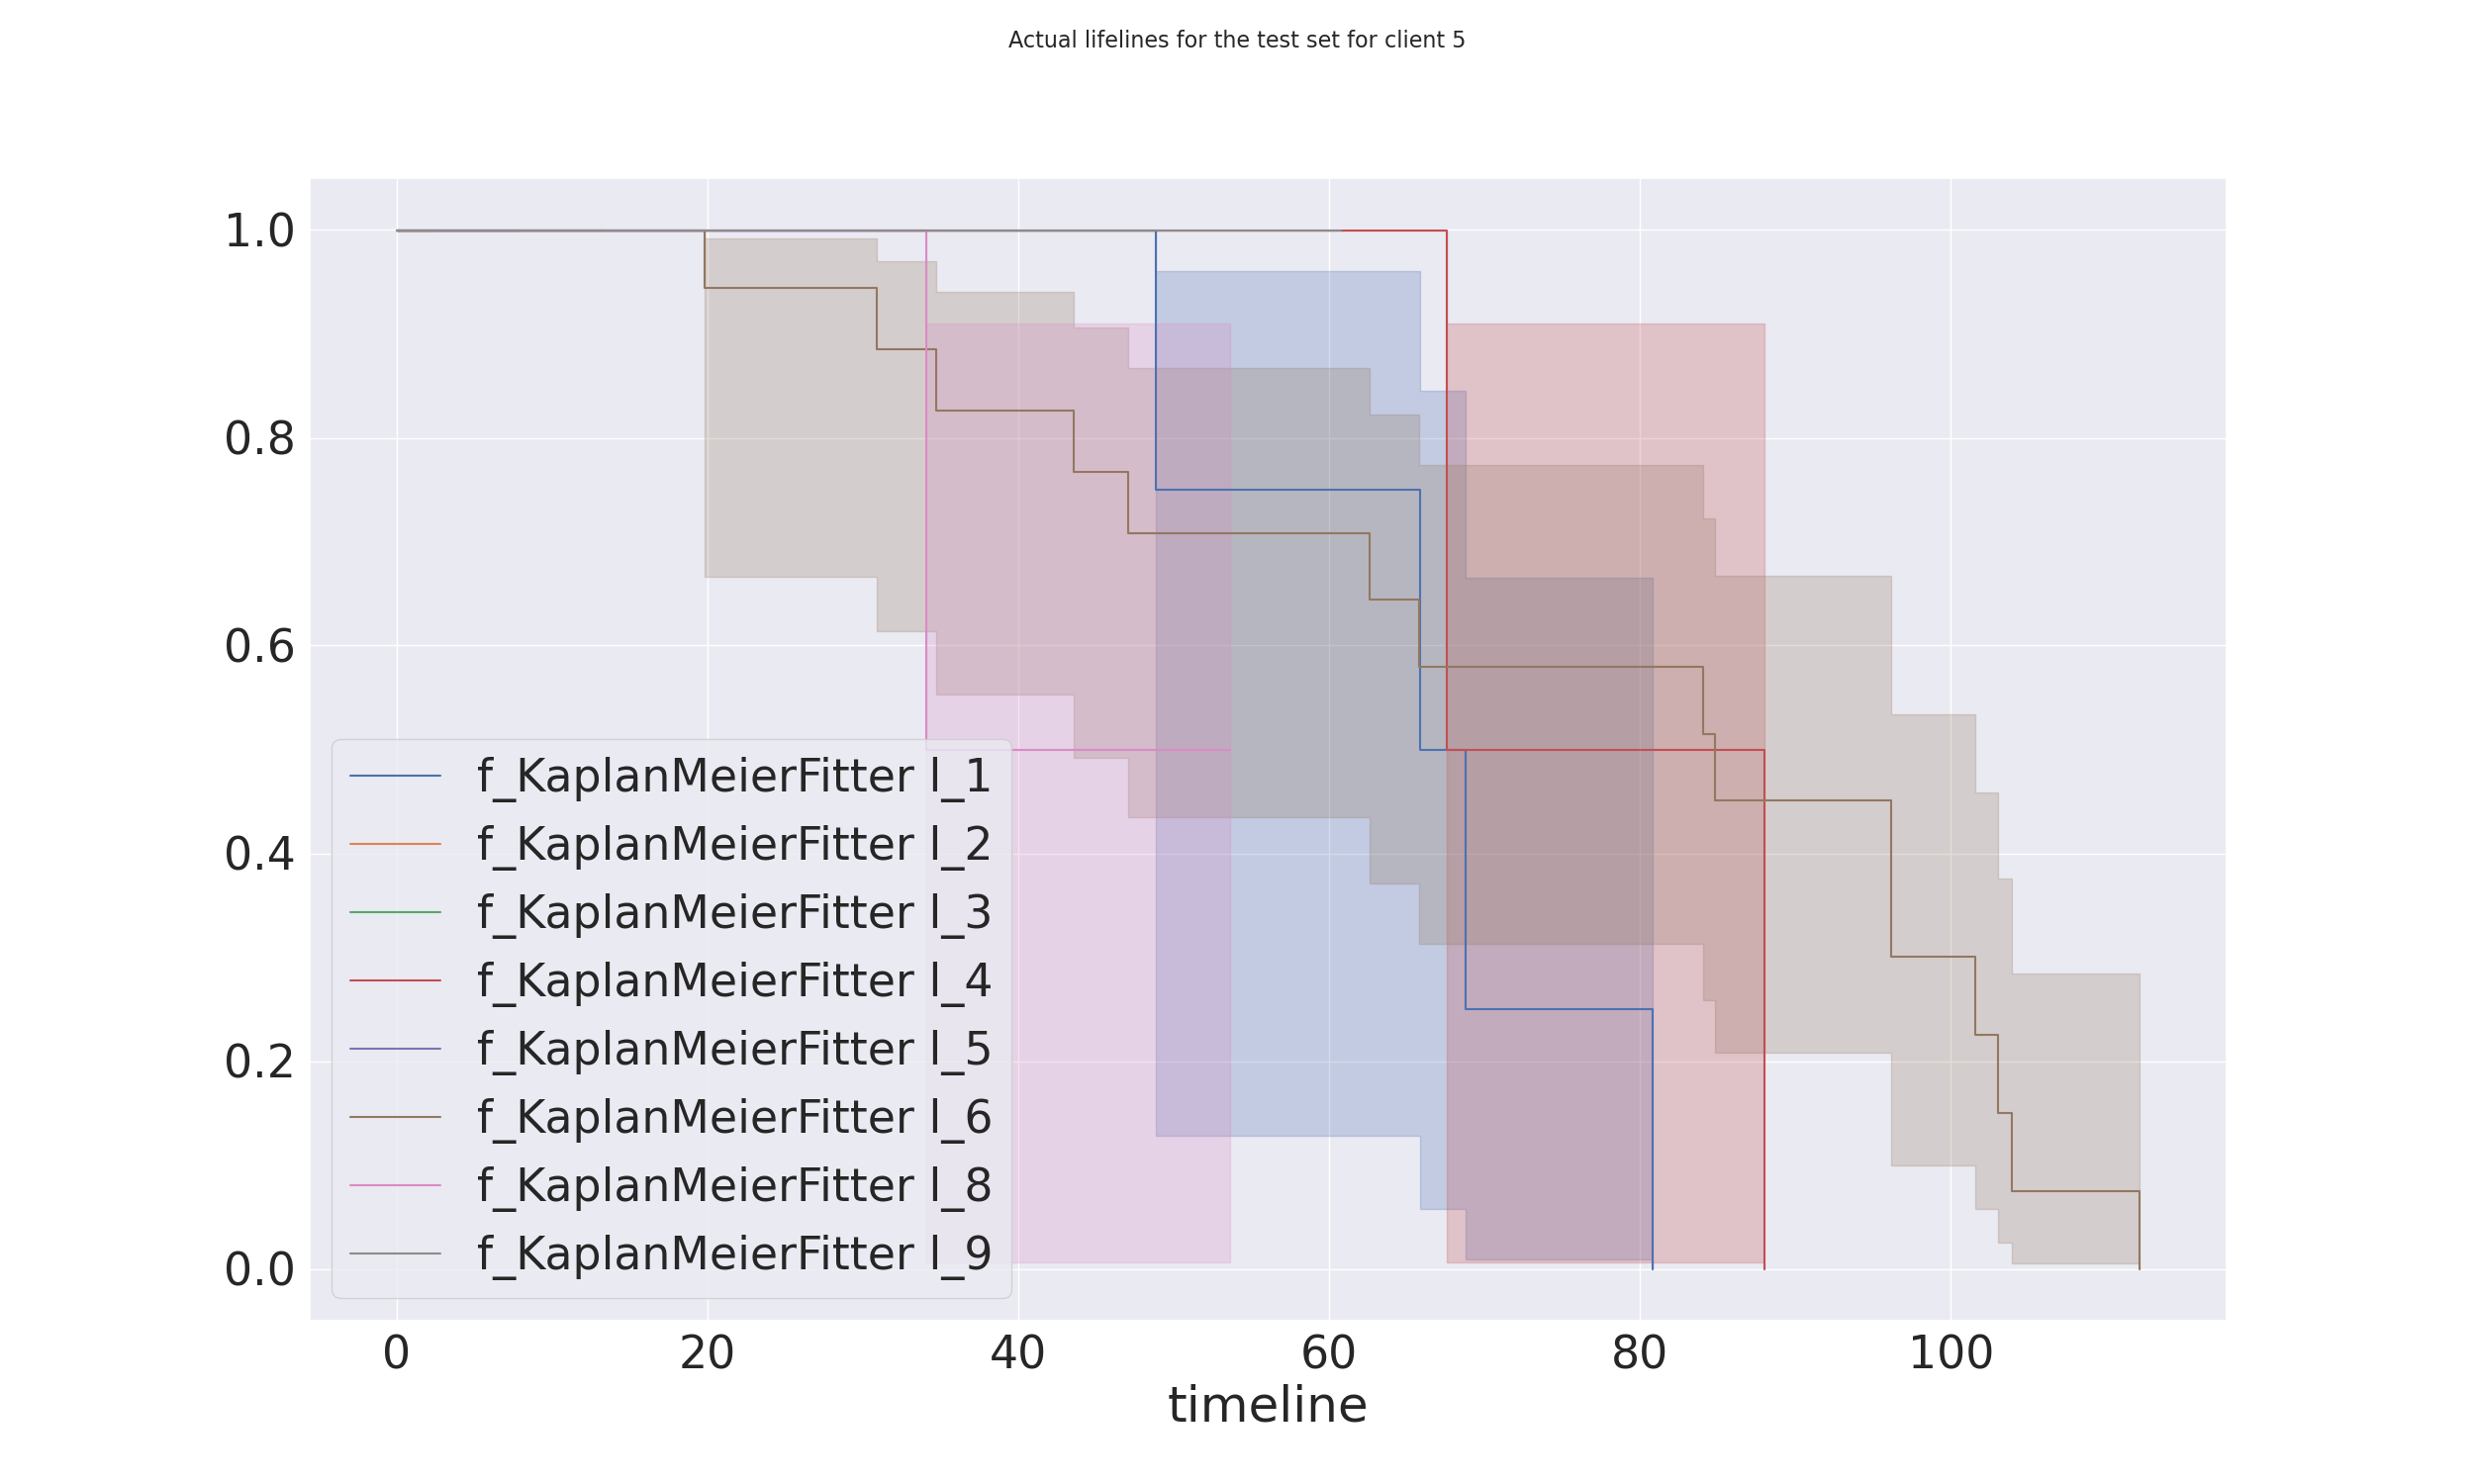 Actual lifelines for the test set for client 5
1.0
0.8
0.6
0.4
0.2
0.0
f_KaplanMeierFitter l_1
f_KaplanMeierFitter l_2
f_KaplanMeierFitter l_3
f_KaplanMeierFitter l_4
f_KaplanMeierFitter l_5
f_KaplanMeierFitter l_6
f_KaplanMeierFitter l_8
f_KaplanMeierFitter l_9
0 20 40 60 80 100
timeline